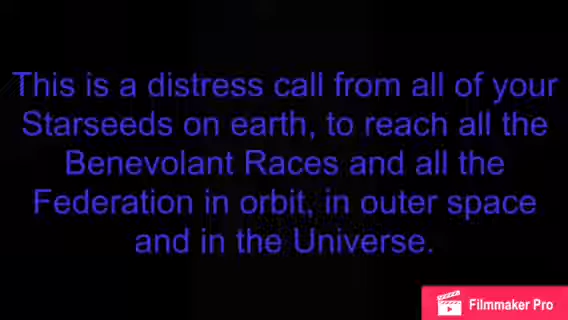 This is a distress call from all of your
Starseeds on earth, to reach all the
Benevolant Races and all the
Federation in orbit, in outer space
and in the Universe.
Filmmaker Pro